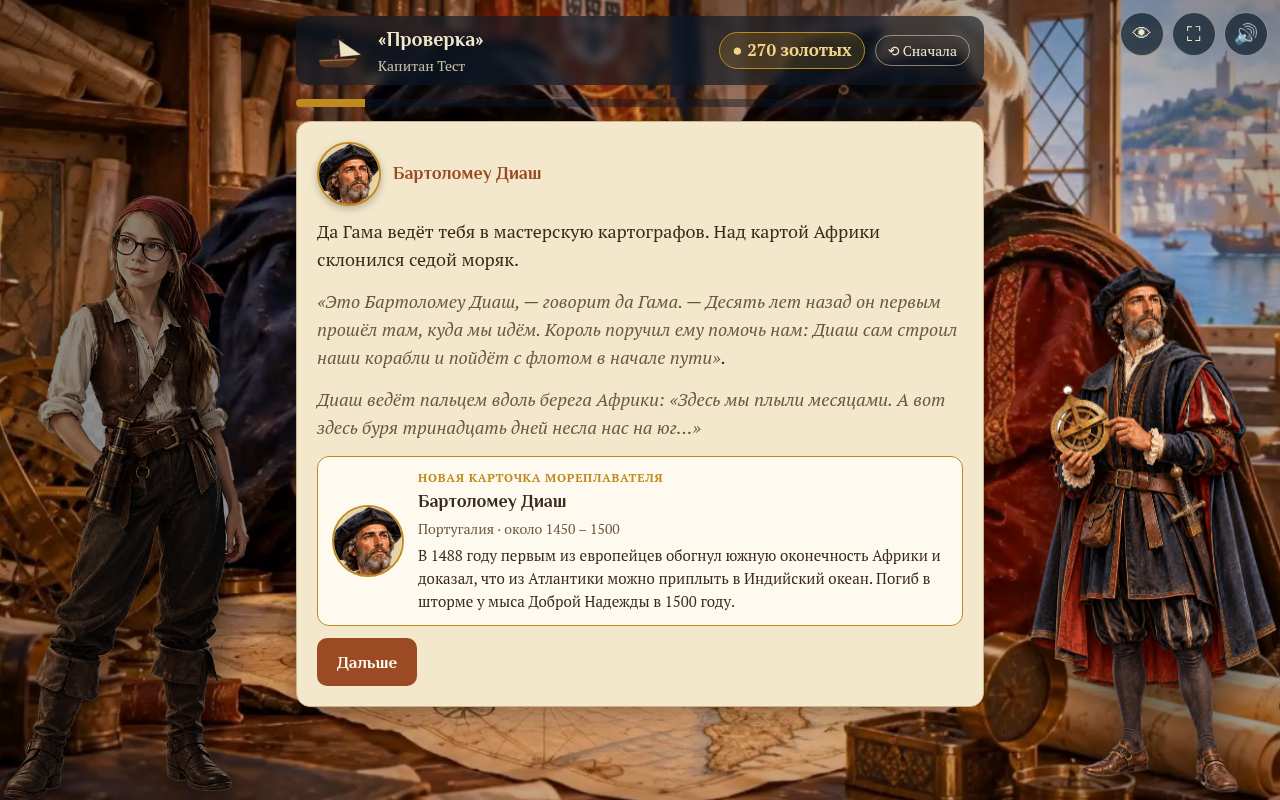 «Проверка»
Капитан Тест
● 270 золотых
⟲ Сначала
Бартоломеу Диаш
Да Гама ведёт тебя в мастерскую картографов. Над картой Африки
склонился седой моряк.
«Это Бартоломеу Диаш, — говорит да Гама. — Десять лет назад он первым
прошёл там, куда мы идём. Король поручил ему помочь нам: Диаш сам строил
наши корабли и пойдёт с флотом в начале пути».
Диаш ведёт пальцем вдоль берега Африки: «Здесь мы плыли месяцами. А вот
здесь буря тринадцать дней несла нас на юг…»
НОВАЯ КАРТОЧКА МОРЕПЛАВАТЕЛЯ
Бартоломеу Диаш
Португалия · около 1450 – 1500
В 1488 году первым из европейцев обогнул южную оконечность Африки и
доказал, что из Атлантики можно приплыть в Индийский океан. Погиб в
шторме у мыса Доброй Надежды в 1500 году.
Дальше